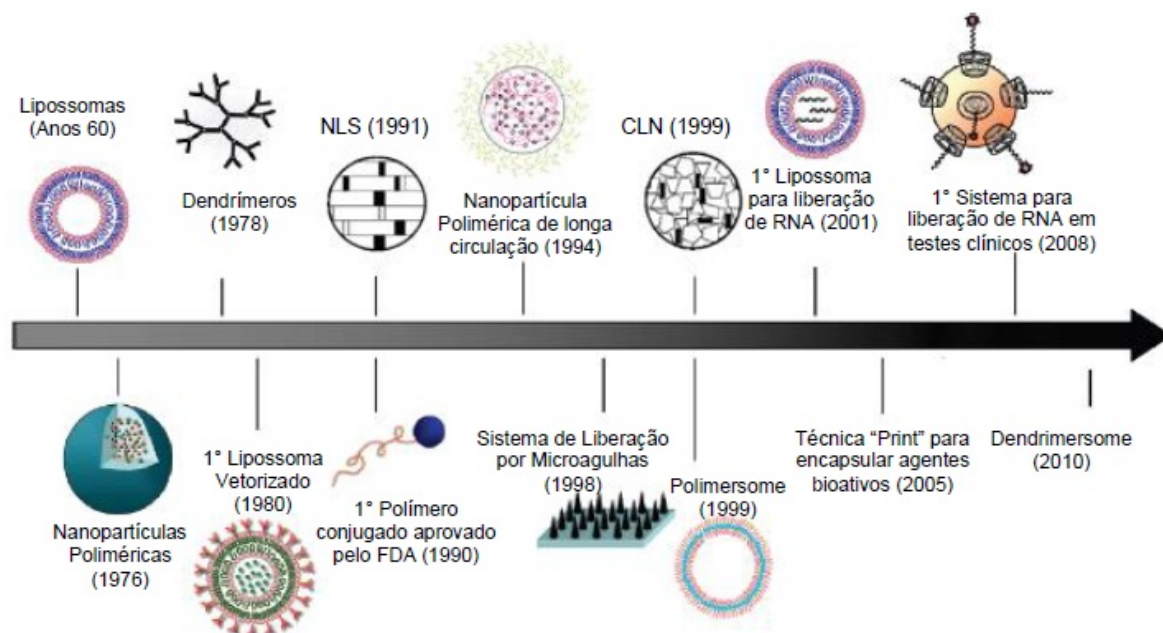 Lipossomas
(Anos 60)
Dendrímeros
(1978)
NLS (1991)
Nanopartícula
Polimérica de longa
circulação (1994)
CLN (1999)
1° Lipossoma
para liberação
de RNA (2001)
1° Sistema para
liberação de RNA em
testes clínicos (2008)
Nanopartículas
Poliméricas
(1976)
1° Lipossoma
Vetorizado
(1980)
1° Polímero
conjugado aprovado
pelo FDA (1990)
Sistema de Liberação
por Microagulhas
(1998)
Polimersome
(1999)
Técnica “Print” para
encapsular agentes
bioativos (2005)
Dendrimersome
(2010)